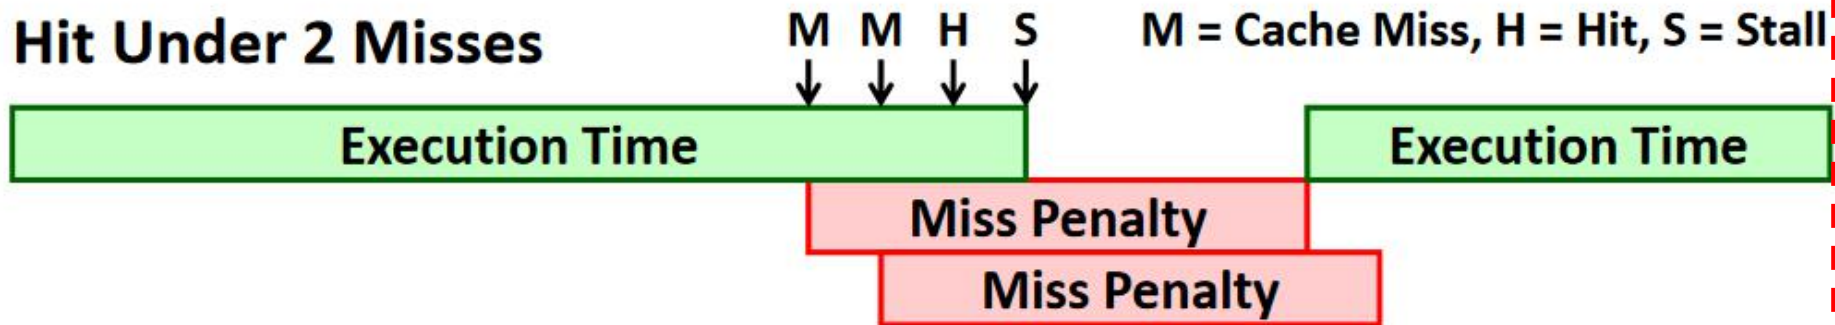 Hit Under 2 Misses
M M H S
M = Cache Miss, H = Hit, S = Stall
Execution Time
Execution Time
Miss Penalty
Miss Penalty